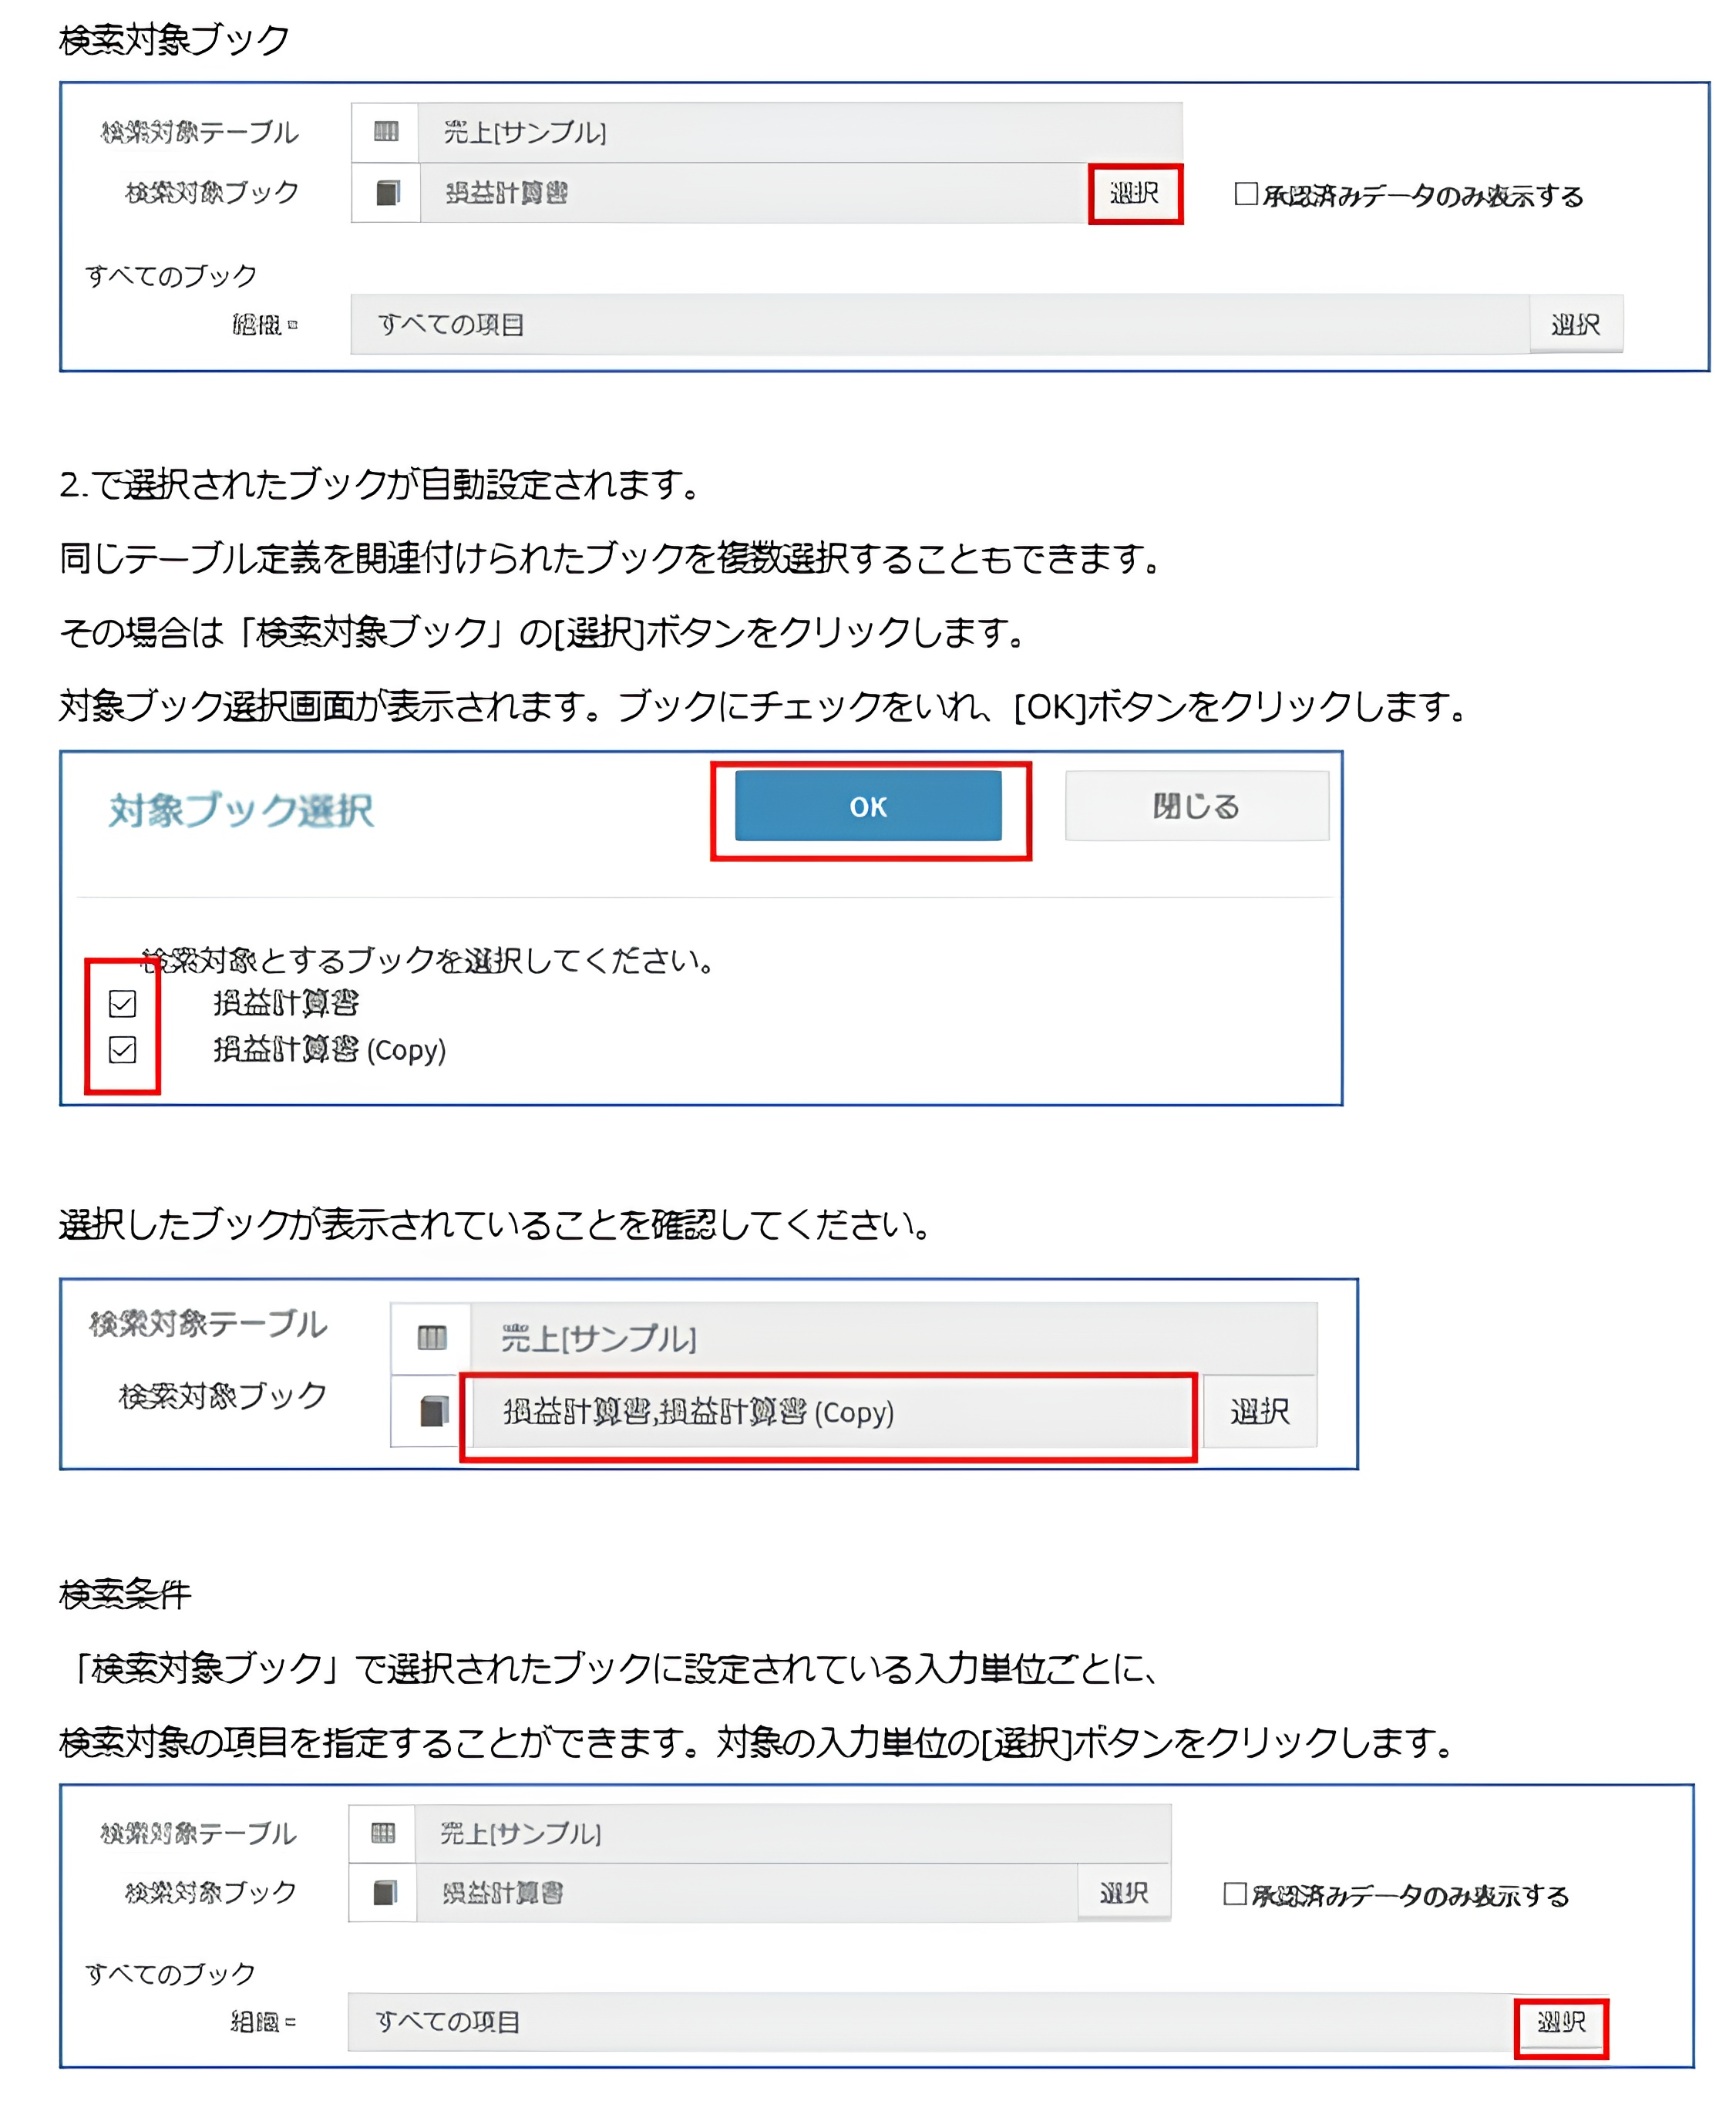 検索対象ブック
検索対象テーブル 売上[サンプル]
検索対象ブック 損益計算書 選択 承認済みデータのみ表示する
すべてのブック
組織 = すべての項目 選択
2.で選択されたブックが自動設定されます。
同じテーブル定義を関連付けられたブックを複数選択することもできます。
その場合は「検索対象ブック」の[選択]ボタンをクリックします。
対象ブック選択画面が表示されます。ブックにチェックをいれ、[OK]ボタンをクリックします。
対象ブック選択 OK 閉じる
検索対象とするブックを選択してください。
損益計算書
損益計算書 (Copy)
選択したブックが表示されていることを確認してください。
検索対象テーブル 売上[サンプル]
検索対象ブック 損益計算書,損益計算書 (Copy) 選択
検索条件
「検索対象ブック」で選択されたブックに設定されている入力単位ごとに、
検索対象の項目を指定することができます。対象の入力単位の[選択]ボタンをクリックします。
検索対象テーブル 売上[サンプル]
検索対象ブック 損益計算書 選択 承認済みデータのみ表示する
すべてのブック
組織 = すべての項目 選択